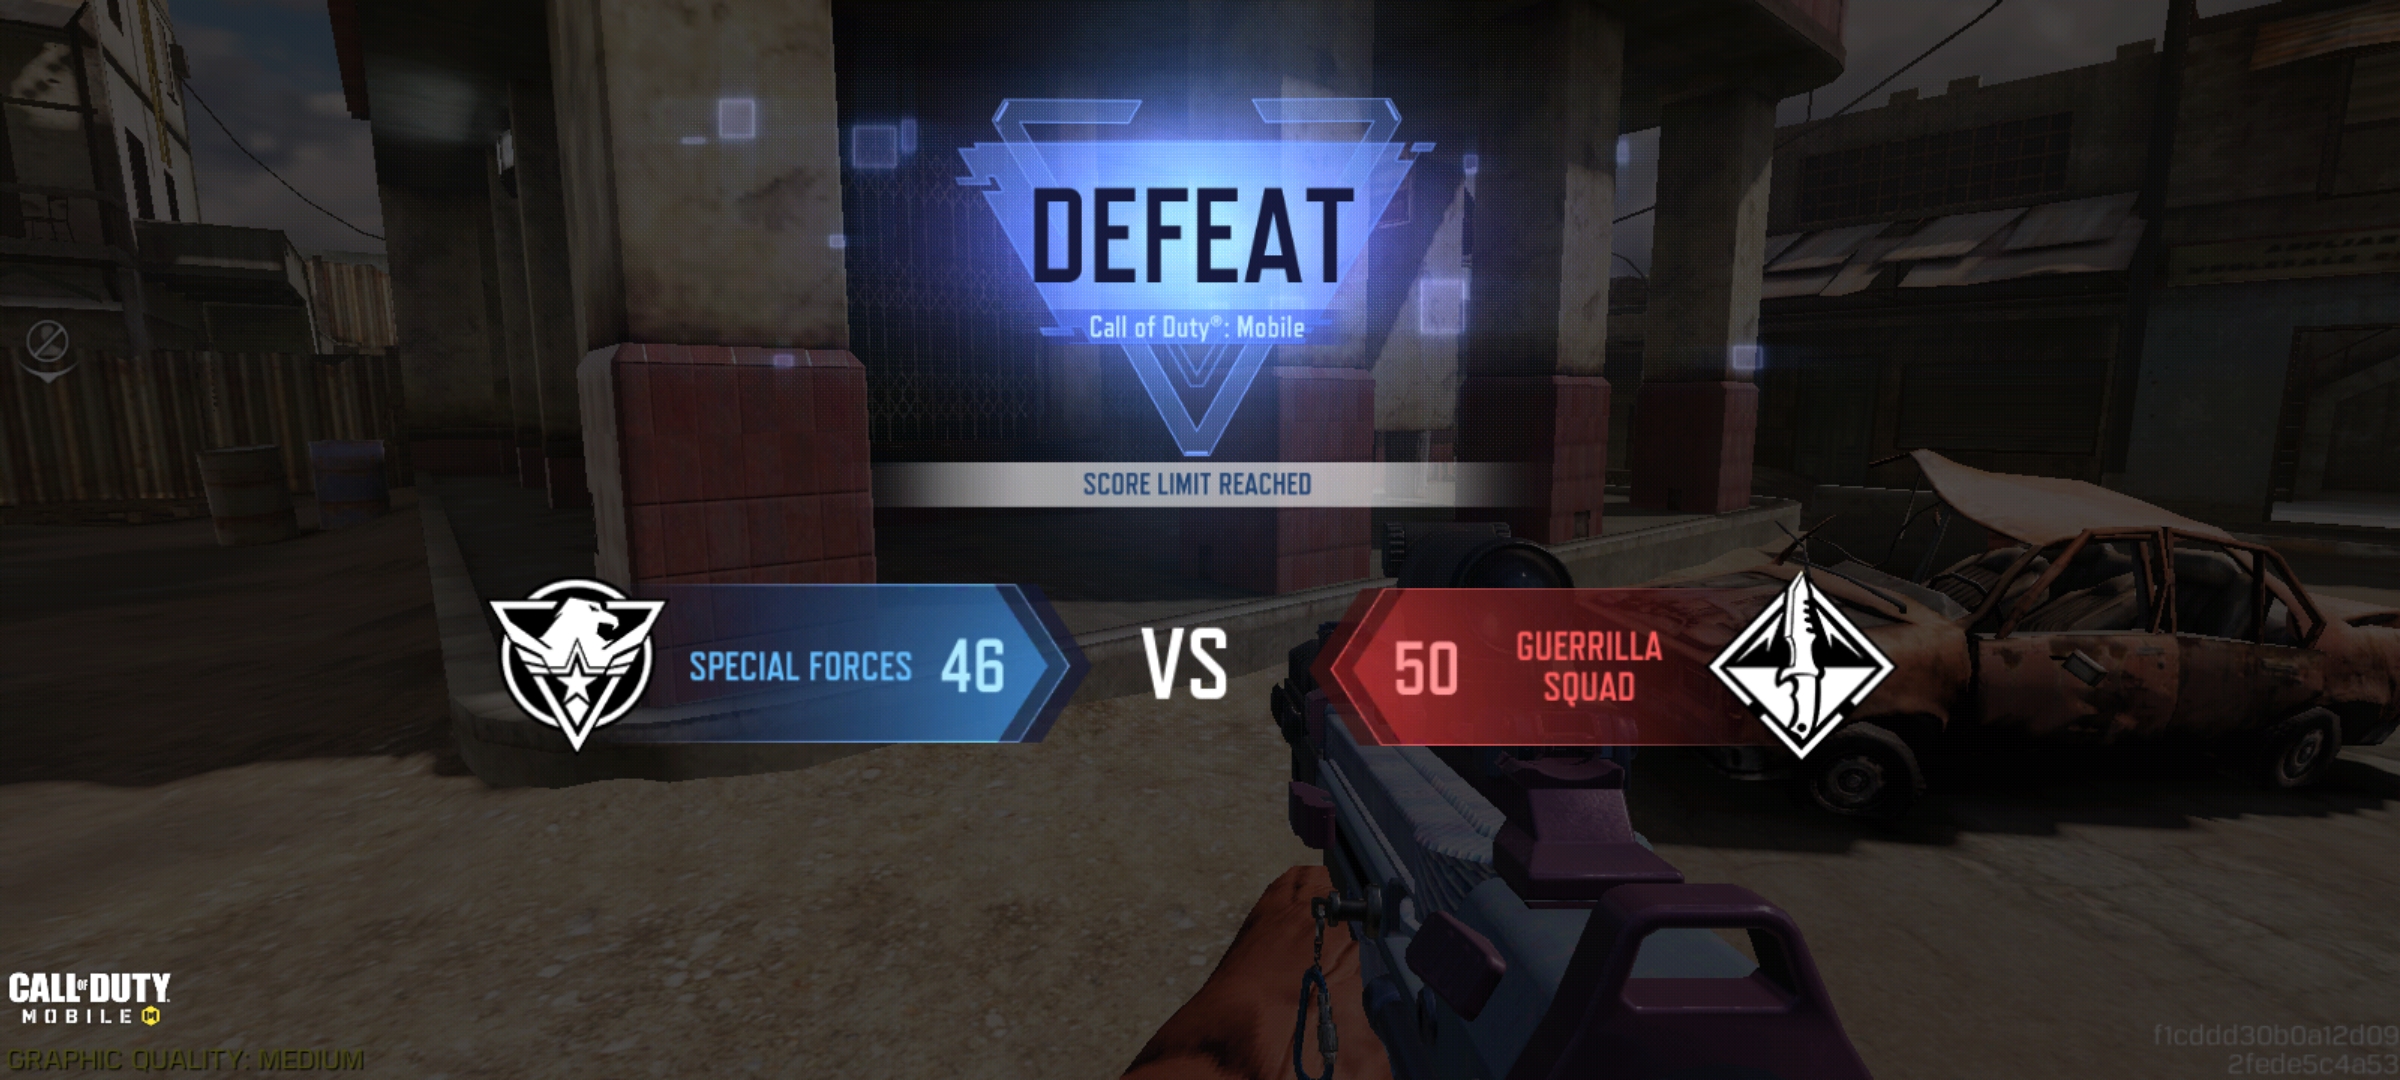 DEFEAT
Call of Duty®: Mobile
SCORE LIMIT REACHED
SPECIAL FORCES 46
VS
50 GUERRILLA
SQUAD
CALL OF DUTY
MOBILE
GRAPHIC QUALITY: MEDIUM
f1cddd30b0a12d09
2fede5c4a53